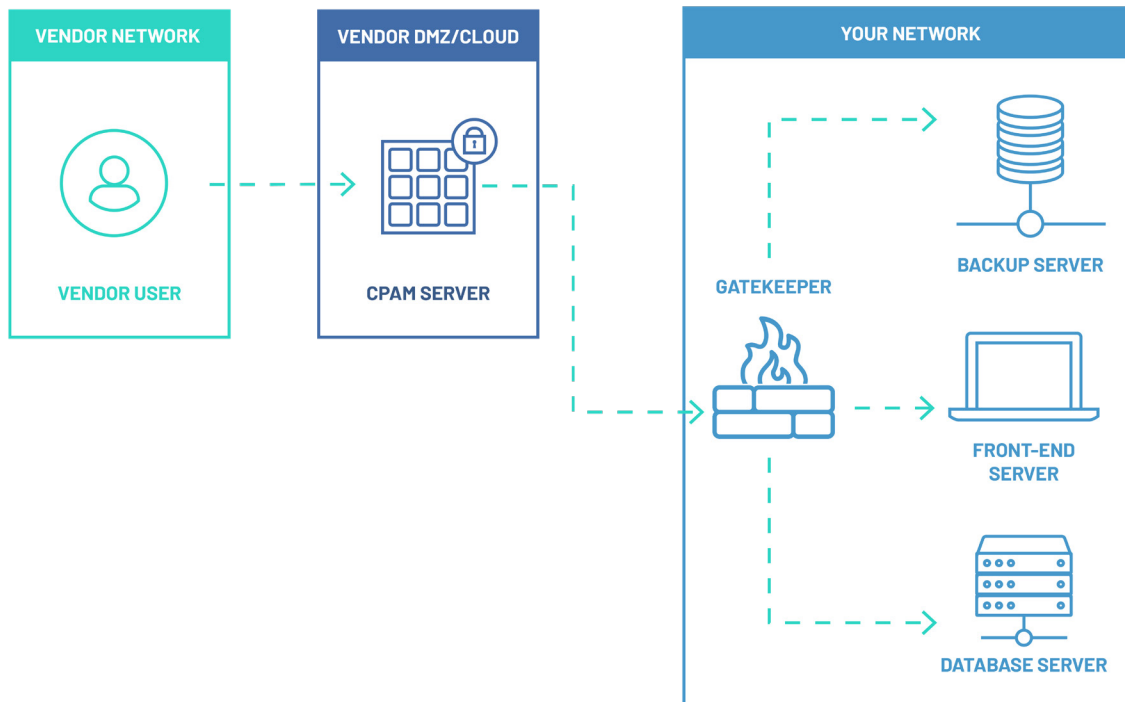 VENDOR NETWORK
VENDOR USER
VENDOR DMZ/CLOUD
CPAM SERVER
YOUR NETWORK
GATEKEEPER
BACKUP SERVER
FRONT-END
SERVER
DATABASE SERVER